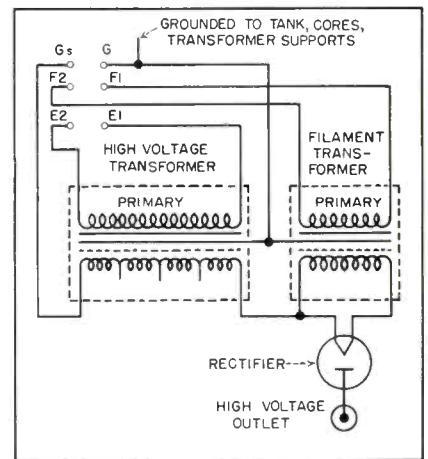 GROUNDED TO TANK, CORES,
TRANSFORMER SUPPORTS
Gs G
F2 F1
E2 E1
HIGH VOLTAGE
TRANSFORMER
FILAMENT
TRANS-
FORMER
PRIMARY
PRIMARY
RECTIFIER
HIGH VOLTAGE
OUTLET